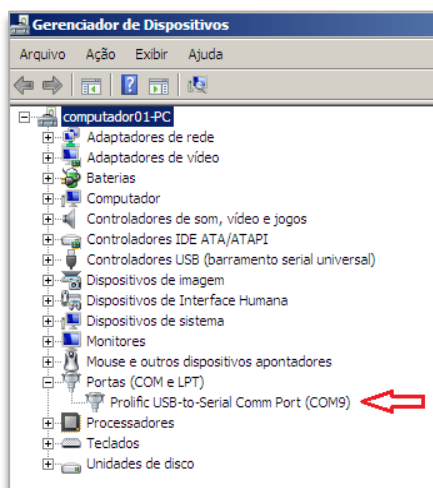 Gerenciador de Dispositivos
Arquivo Ação Exibir Ajuda
computador01-PC
Adaptadores de rede
Adaptadores de vídeo
Baterias
Computador
Controladores de som, vídeo e jogos
Controladores IDE ATA/ATAPI
Controladores USB (barramento serial universal)
Dispositivos de imagem
Dispositivos de Interface Humana
Dispositivos de sistema
Monitores
Mouse e outros dispositivos apontadores
Portas (COM e LPT)
Prolific USB-to-Serial Comm Port (COM9)
Processadores
Teclados
Unidades de disco